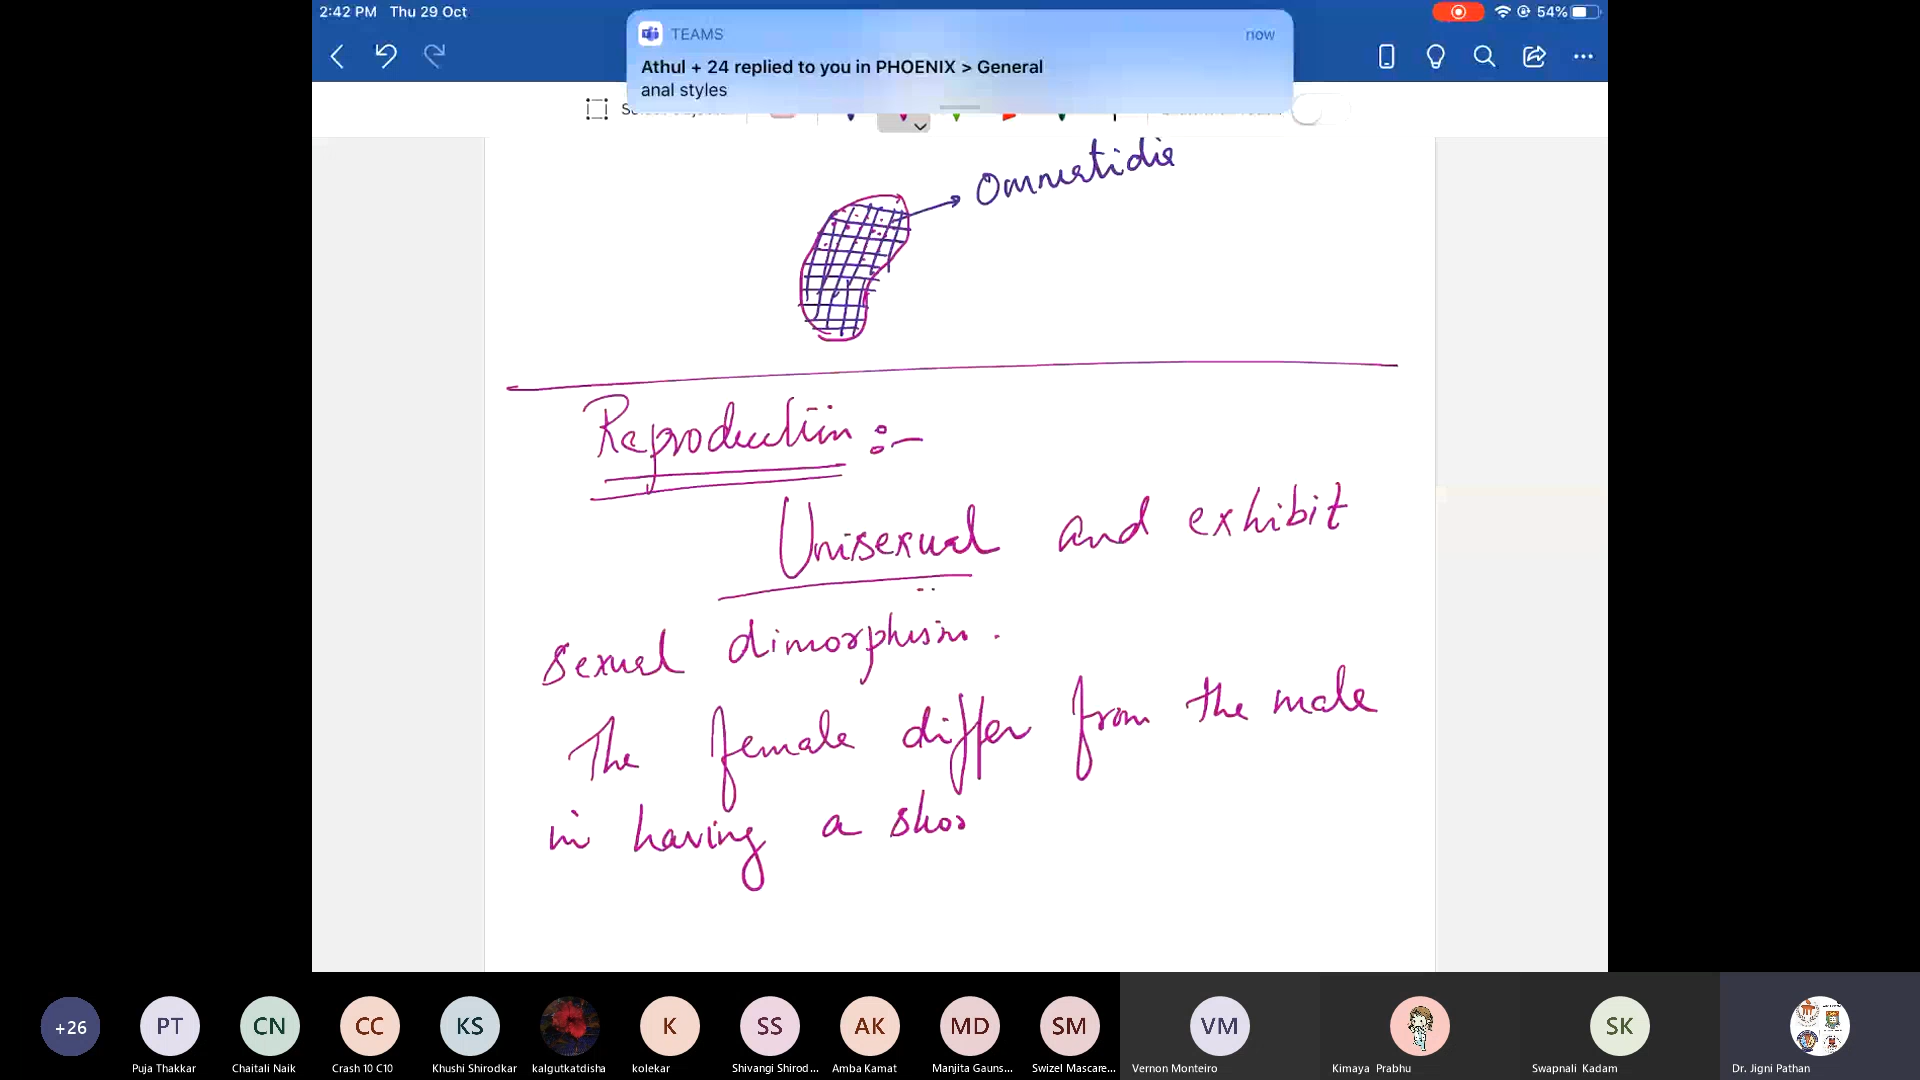 2:42 PM Thu 29 Oct
54%
TEAMS
now
Athul + 24 replied to you in PHOENIX > General
anal styles
Ommatidia
Reproduction :-
Unisexual and exhibit
sexual dimorphism.
The female differ from the male
in having a shor
+26
PT
CN
CC
KS
K
SS
AK
MD
SM
VM
SK
Puja Thakkar
Chaitali Naik
Crash 10 C10
Khushi Shirodkar
kalgutkatdisha
kolekar
Shivangi Shirod...
Amba Kamat
Manjita Gauns...
Swizel Mascare...
Vernon Monteiro
Kimaya Prabhu
Swapnali Kadam
Dr. Jigni Pathan